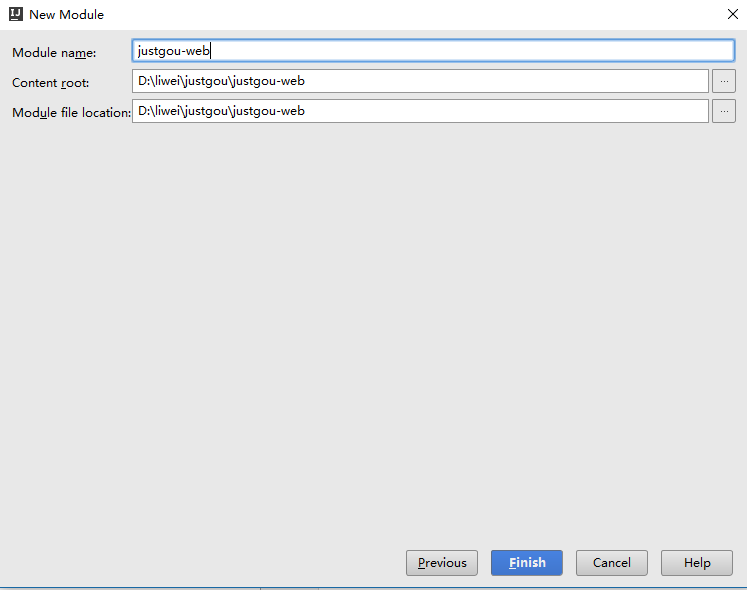 New Module
Module name: justgou-web
Content root: D:\liwei\justgou\justgou-web ...
Module file location: D:\liwei\justgou\justgou-web ...
Previous Finish Cancel Help